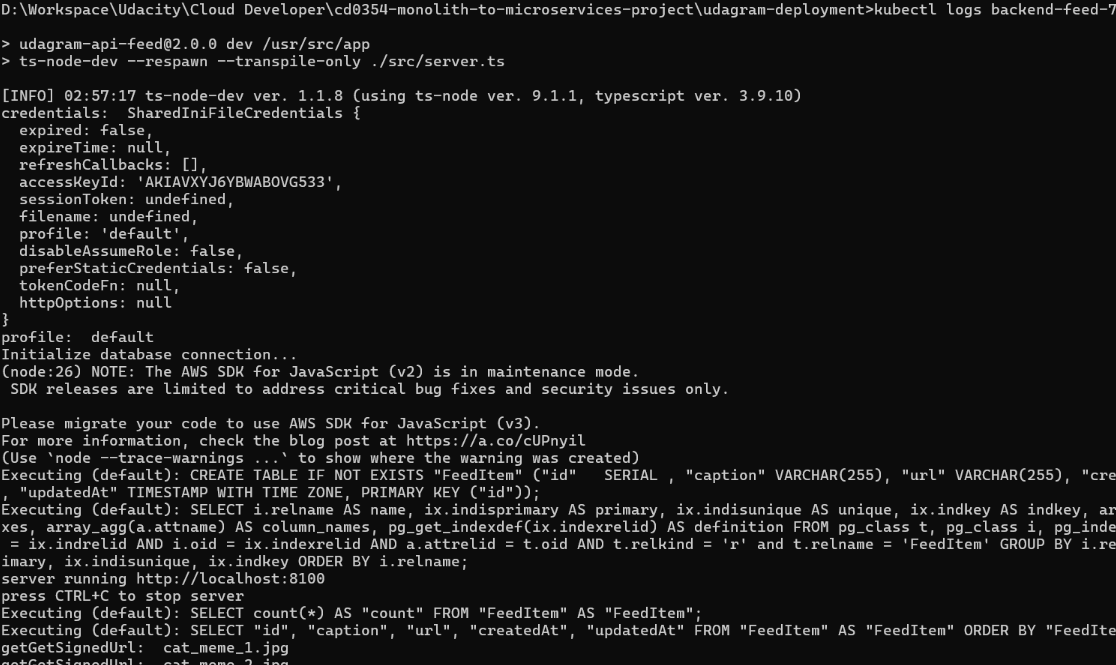 D:\Workspace\Udacity\Cloud Developer\cd0354-monolith-to-microservices-project\udagram-deployment>kubectl logs backend-feed-7
> udagram-api-feed@2.0.0 dev /usr/src/app
> ts-node-dev --respawn --transpile-only ./src/server.ts
[INFO] 02:57:17 ts-node-dev ver. 1.1.8 (using ts-node ver. 9.1.1, typescript ver. 3.9.10)
credentials:  SharedIniFileCredentials {
  expired: false,
  expireTime: null,
  refreshCallbacks: [],
  accessKeyId: 'AKIAVXYJ6YBWABOVG533',
  sessionToken: undefined,
  filename: undefined,
  profile: 'default',
  disableAssumeRole: false,
  preferStaticCredentials: false,
  tokenCodeFn: null,
  httpOptions: null
}
profile:  default
Initialize database connection...
(node:26) NOTE: The AWS SDK for JavaScript (v2) is in maintenance mode.
 SDK releases are limited to address critical bug fixes and security issues only.
Please migrate your code to use AWS SDK for JavaScript (v3).
For more information, check the blog post at https://a.co/cUPnyil
(Use `node --trace-warnings ...` to show where the warning was created)
Executing (default): CREATE TABLE IF NOT EXISTS "FeedItem" ("id"   SERIAL , "caption" VARCHAR(255), "url" VARCHAR(255), "cre
, "updatedAt" TIMESTAMP WITH TIME ZONE, PRIMARY KEY ("id"));
Executing (default): SELECT i.relname AS name, ix.indisprimary AS primary, ix.indisunique AS unique, ix.indkey AS indkey, ar
xes, array_agg(a.attname) AS column_names, pg_get_indexdef(ix.indexrelid) AS definition FROM pg_class t, pg_class i, pg_inde
 = ix.indrelid AND i.oid = ix.indexrelid AND a.attrelid = t.oid AND t.relkind = 'r' and t.relname = 'FeedItem' GROUP BY i.re
imary, ix.indisunique, ix.indkey ORDER BY i.relname;
server running http://localhost:8100
press CTRL+C to stop server
Executing (default): SELECT count(*) AS "count" FROM "FeedItem" AS "FeedItem";
Executing (default): SELECT "id", "caption", "url", "createdAt", "updatedAt" FROM "FeedItem" AS "FeedItem" ORDER BY "FeedIte
getGetSignedUrl:  cat_meme_1.jpg
getGetSignedUrl:  cat_meme_2.jpg